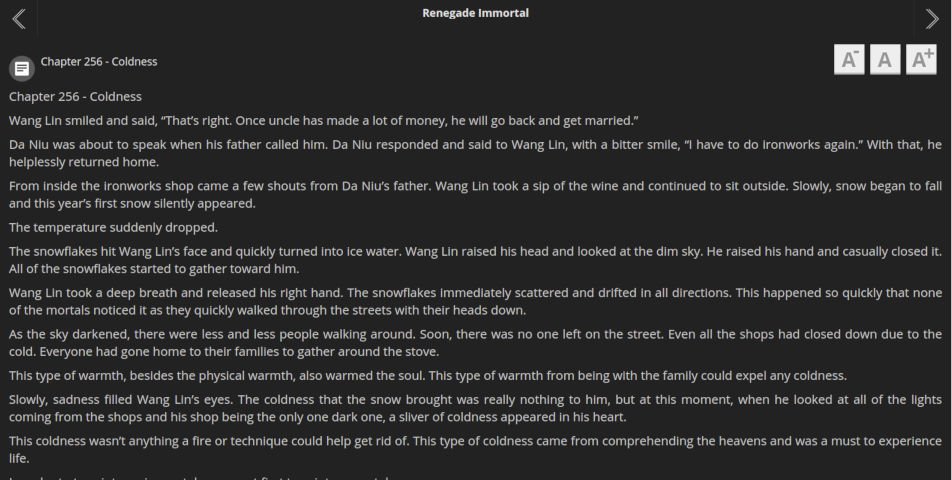 Renegade Immortal
Chapter 256 - Coldness
A- A A+
Chapter 256 - Coldness
Wang Lin smiled and said, “That’s right. Once uncle has made a lot of money, he will go back and get married.”
Da Niu was about to speak when his father called him. Da Niu responded and said to Wang Lin, with a bitter smile, “I have to do ironworks again.” With that, he
helplessly returned home.
From inside the ironworks shop came a few shouts from Da Niu’s father. Wang Lin took a sip of the wine and continued to sit outside. Slowly, snow began to fall
and this year’s first snow silently appeared.
The temperature suddenly dropped.
The snowflakes hit Wang Lin’s face and quickly turned into ice water. Wang Lin raised his head and looked at the dim sky. He raised his hand and casually closed it.
All of the snowflakes started to gather toward him.
Wang Lin took a deep breath and released his right hand. The snowflakes immediately scattered and drifted in all directions. This happened so quickly that none
of the mortals noticed it as they quickly walked through the streets with their heads down.
As the sky darkened, there were less and less people walking around. Soon, there was no one left on the street. Even all the shops had closed down due to the
cold. Everyone had gone home to their families to gather around the stove.
This type of warmth, besides the physical warmth, also warmed the soul. This type of warmth from being with the family could expel any coldness.
Slowly, sadness filled Wang Lin’s eyes. The coldness that the snow brought was really nothing to him, but at this moment, when he looked at all of the lights
coming from the shops and his shop being the only one dark one, a sliver of coldness appeared in his heart.
This coldness wasn’t anything a fire or technique could help get rid of. This type of coldness came from comprehending the heavens and was a must to experience
life.